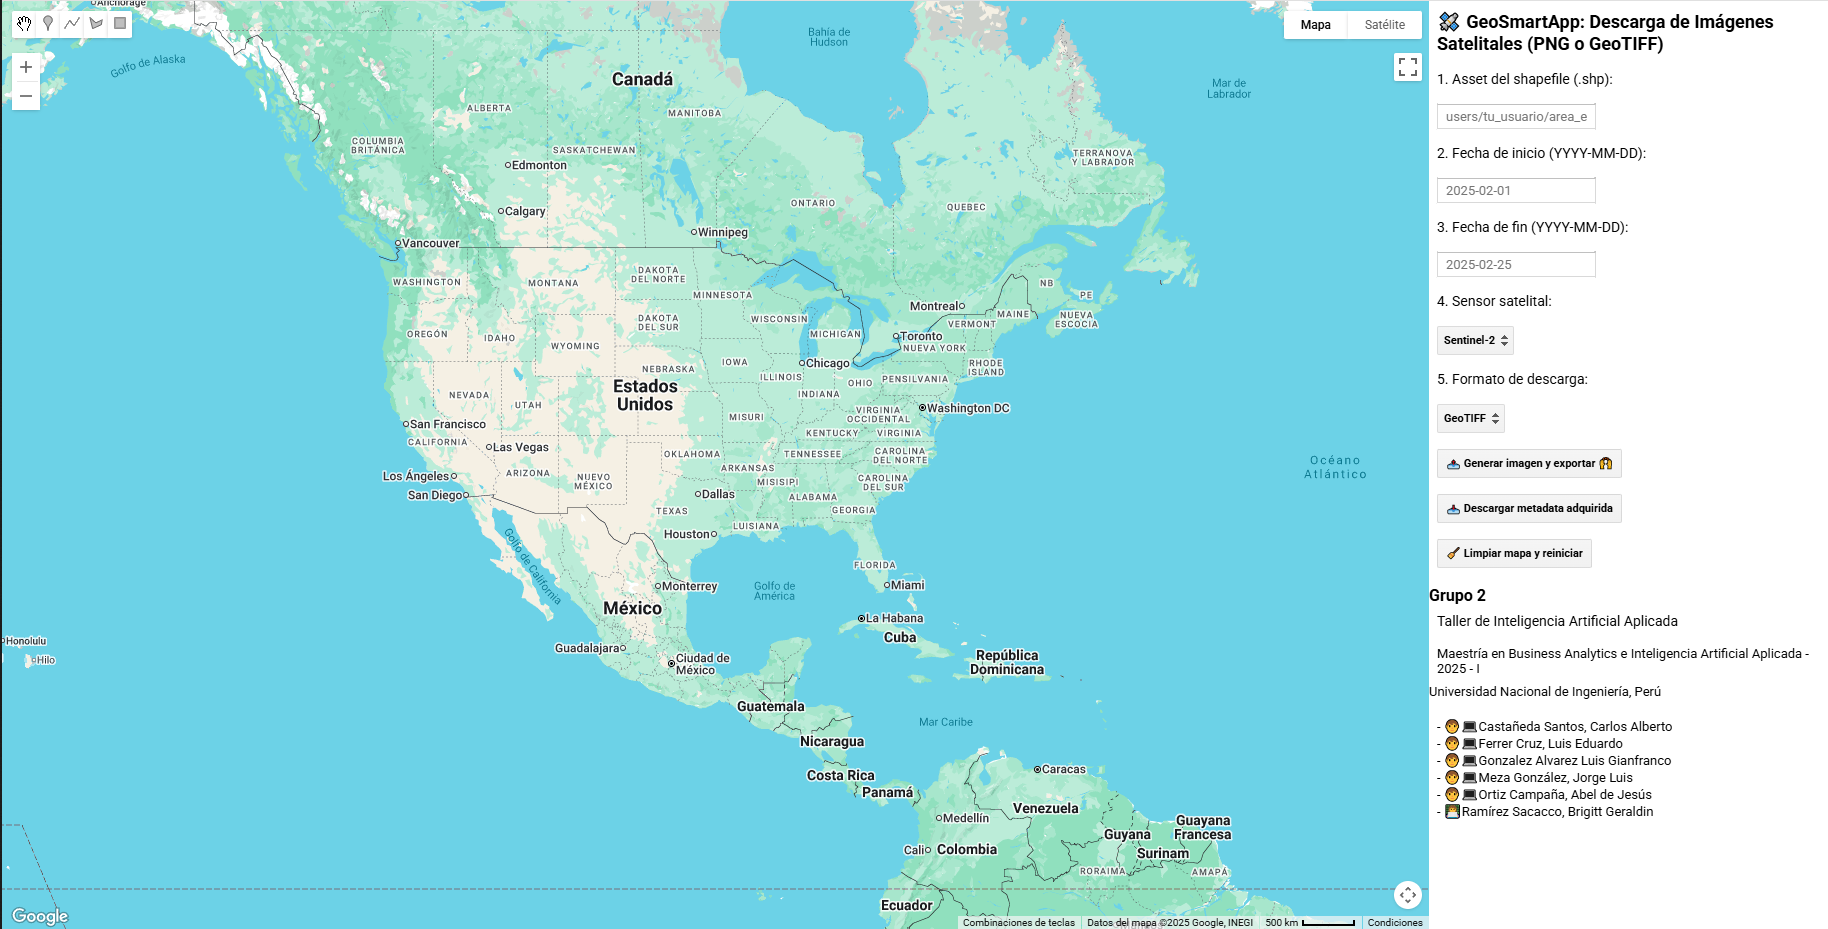 Anchorage
Golfo de Alaska
Bahía de
Hudson
Mapa
Satélite
Canadá
Mar de
Labrador
ALBERTA
MANITOBA
COLUMBIA
BRITÁNICA
SASKATCHEWAN
Edmonton
TERRANOVA
Y LABRADOR
ONTARIO
QUEBEC
Calgary
Winnipeg
Vancouver
WASHINGTON
MONTANA
DAKOTA
DEL NORTE
MINNESOTA
NB
PE
NUEVA
ESCOCIA
Montreal
MAINE
VERMONT
OREGÓN
IDAHO
WYOMING
DAKOTA
DEL SUR
WISCONSIN
MICHIGAN
Toronto
NUEVA YORK
IOWA
Chicago
NEBRASKA
ILLINOIS
OHIO
PENSILVANIA
RHODE
ISLAND
Estados
Unidos
NEVADA
UTAH
INDIANA
MISURI
VIRGINIA
OCCIDENTAL
Washington DC
San Francisco
CALIFORNIA
Las Vegas
KENTUCKY
VIRGINIA
OKLAHOMA
TENNESSEE
CAROLINA
DEL NORTE
Océano
Atlántico
Los Ángeles
San Diego
ARIZONA
NUEVO
MÉXICO
ARKANSAS
MISISIPI
CAROLINA
DEL SUR
Dallas
ALABAMA
TEXAS
GEORGIA
LUISIANA
Houston
Golfo de California
FLORIDA
Miami
Monterrey
Golfo de
América
México
La Habana
Cuba
Honolulu
Hilo
Guadalajara
Ciudad de
México
República
Dominicana
Guatemala
Mar Caribe
Nicaragua
Costa Rica
Panamá
Caracas
Venezuela
Medellín
Guayana
Francesa
Guyana
Surinam
Cali
Colombia
RORAIMA
AMAPÁ
Ecuador
Google
Combinaciones de teclas
Datos del mapa ©2025 Google, INEGI
500 km
Condiciones
GeoSmartApp: Descarga de Imágenes
Satelitales (PNG o GeoTIFF)
1. Asset del shapefile (.shp):
users/tu_usuario/area_e
2. Fecha de inicio (YYYY-MM-DD):
2025-02-01
3. Fecha de fin (YYYY-MM-DD):
2025-02-25
4. Sensor satelital:
Sentinel-2
5. Formato de descarga:
GeoTIFF
Generar imagen y exportar
Descargar metadata adquirida
Limpiar mapa y reiniciar
Grupo 2
Taller de Inteligencia Artificial Aplicada
Maestría en Business Analytics e Inteligencia Artificial Aplicada -
2025 - I
Universidad Nacional de Ingeniería, Perú
- Castañeda Santos, Carlos Alberto
- Ferrer Cruz, Luis Eduardo
- Gonzalez Alvarez Luis Gianfranco
- Meza González, Jorge Luis
- Ortiz Campaña, Abel de Jesús
- Ramírez Sacacco, Brigitt Geraldin